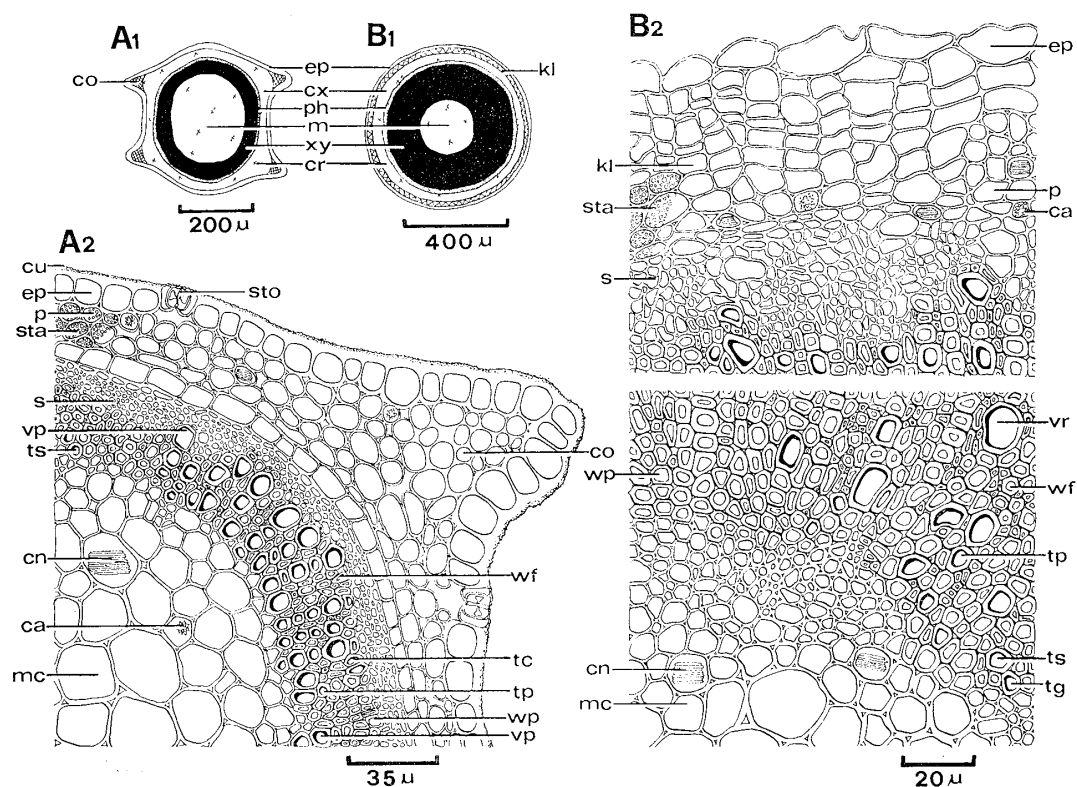 A1
B1
B2
co
ep
cx
ph
m
xy
cr
kl
200 μ
400 μ
A2
cu
ep
p
sta
s
vp
ts
cn
ca
mc
sto
co
wf
tc
tp
wp
vp
35 μ
ep
kl
sta
s
p
ca
wp
cn
mc
vr
wf
tp
ts
tg
20 μ